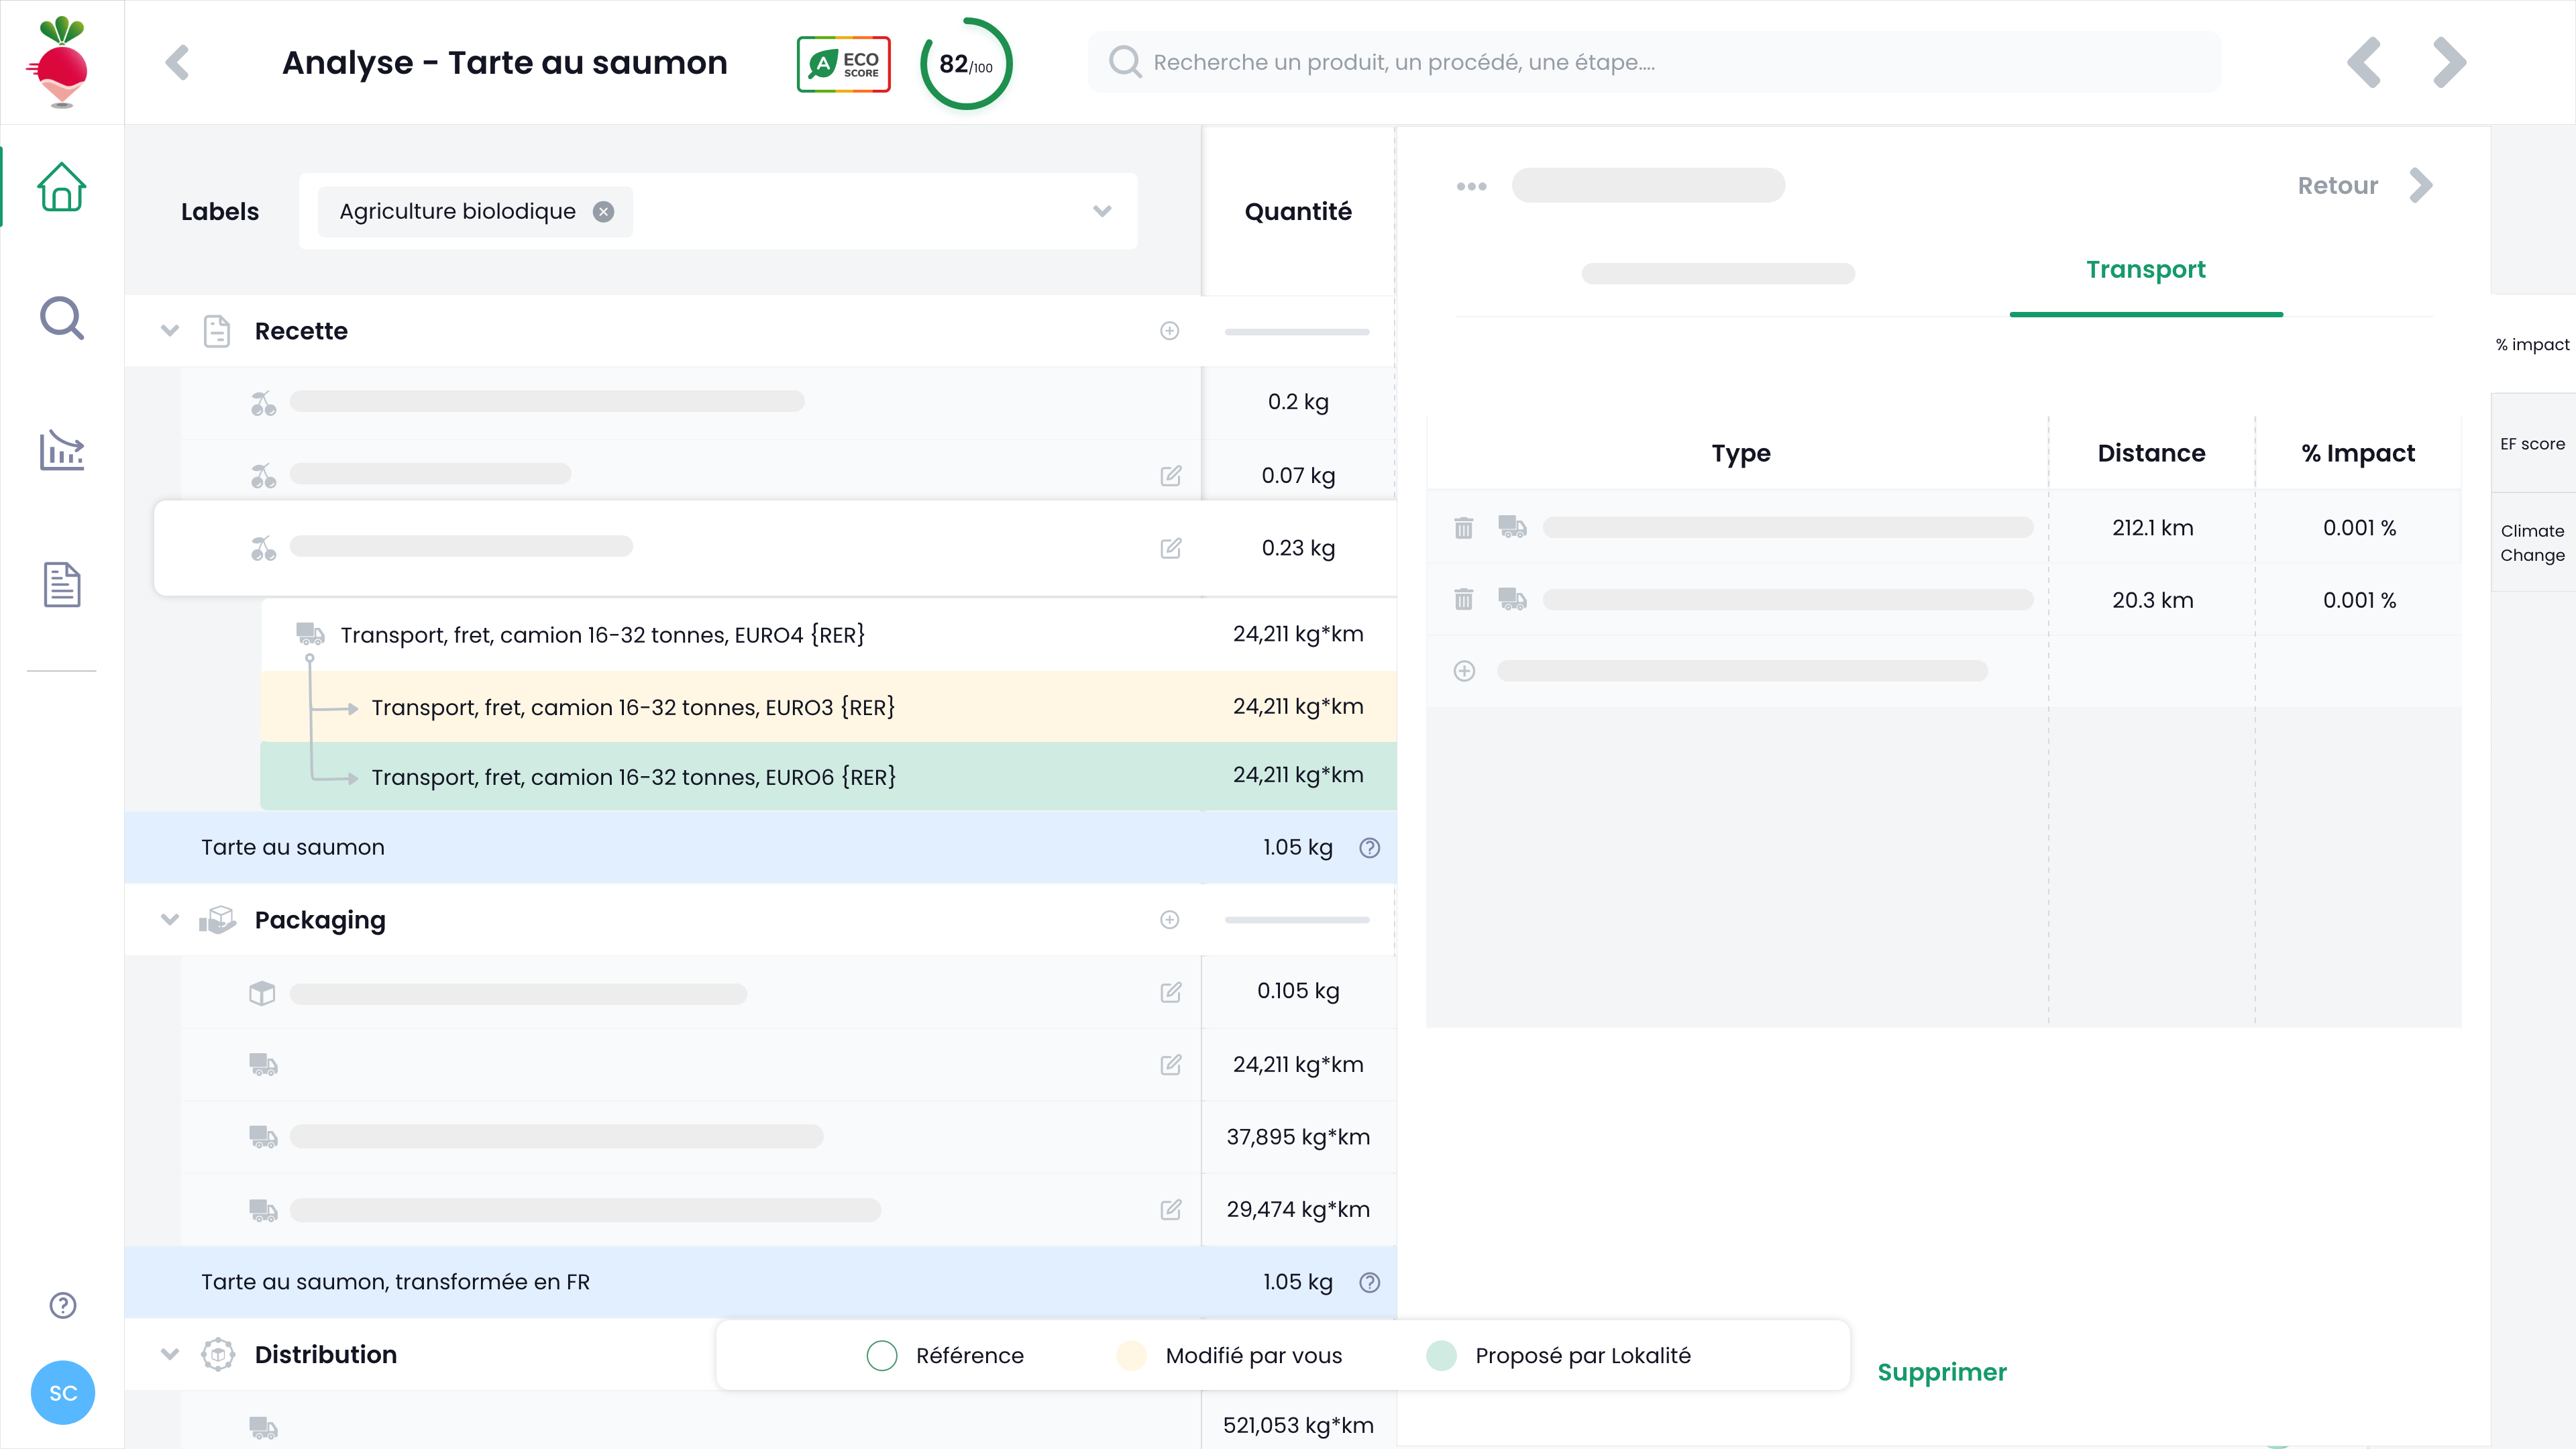 Analyse - Tarte au saumon
A ECO SCORE
82/100
Recherche un produit, un procédé, une étape....
Labels
Agriculture biolodique
Quantité
Recette
0.2 kg
0.07 kg
0.23 kg
Transport, fret, camion 16-32 tonnes, EURO4 {RER}
24,211 kg*km
Transport, fret, camion 16-32 tonnes, EURO3 {RER}
24,211 kg*km
Transport, fret, camion 16-32 tonnes, EURO6 {RER}
24,211 kg*km
Tarte au saumon
1.05 kg
Packaging
0.105 kg
24,211 kg*km
37,895 kg*km
29,474 kg*km
Tarte au saumon, transformée en FR
1.05 kg
Distribution
521,053 kg*km
Référence
Modifié par vous
Proposé par Lokalité
Retour
Transport
Type
Distance
% Impact
212.1 km
0.001 %
20.3 km
0.001 %
Supprimer
% impact
EF score
Climate
Change
SC